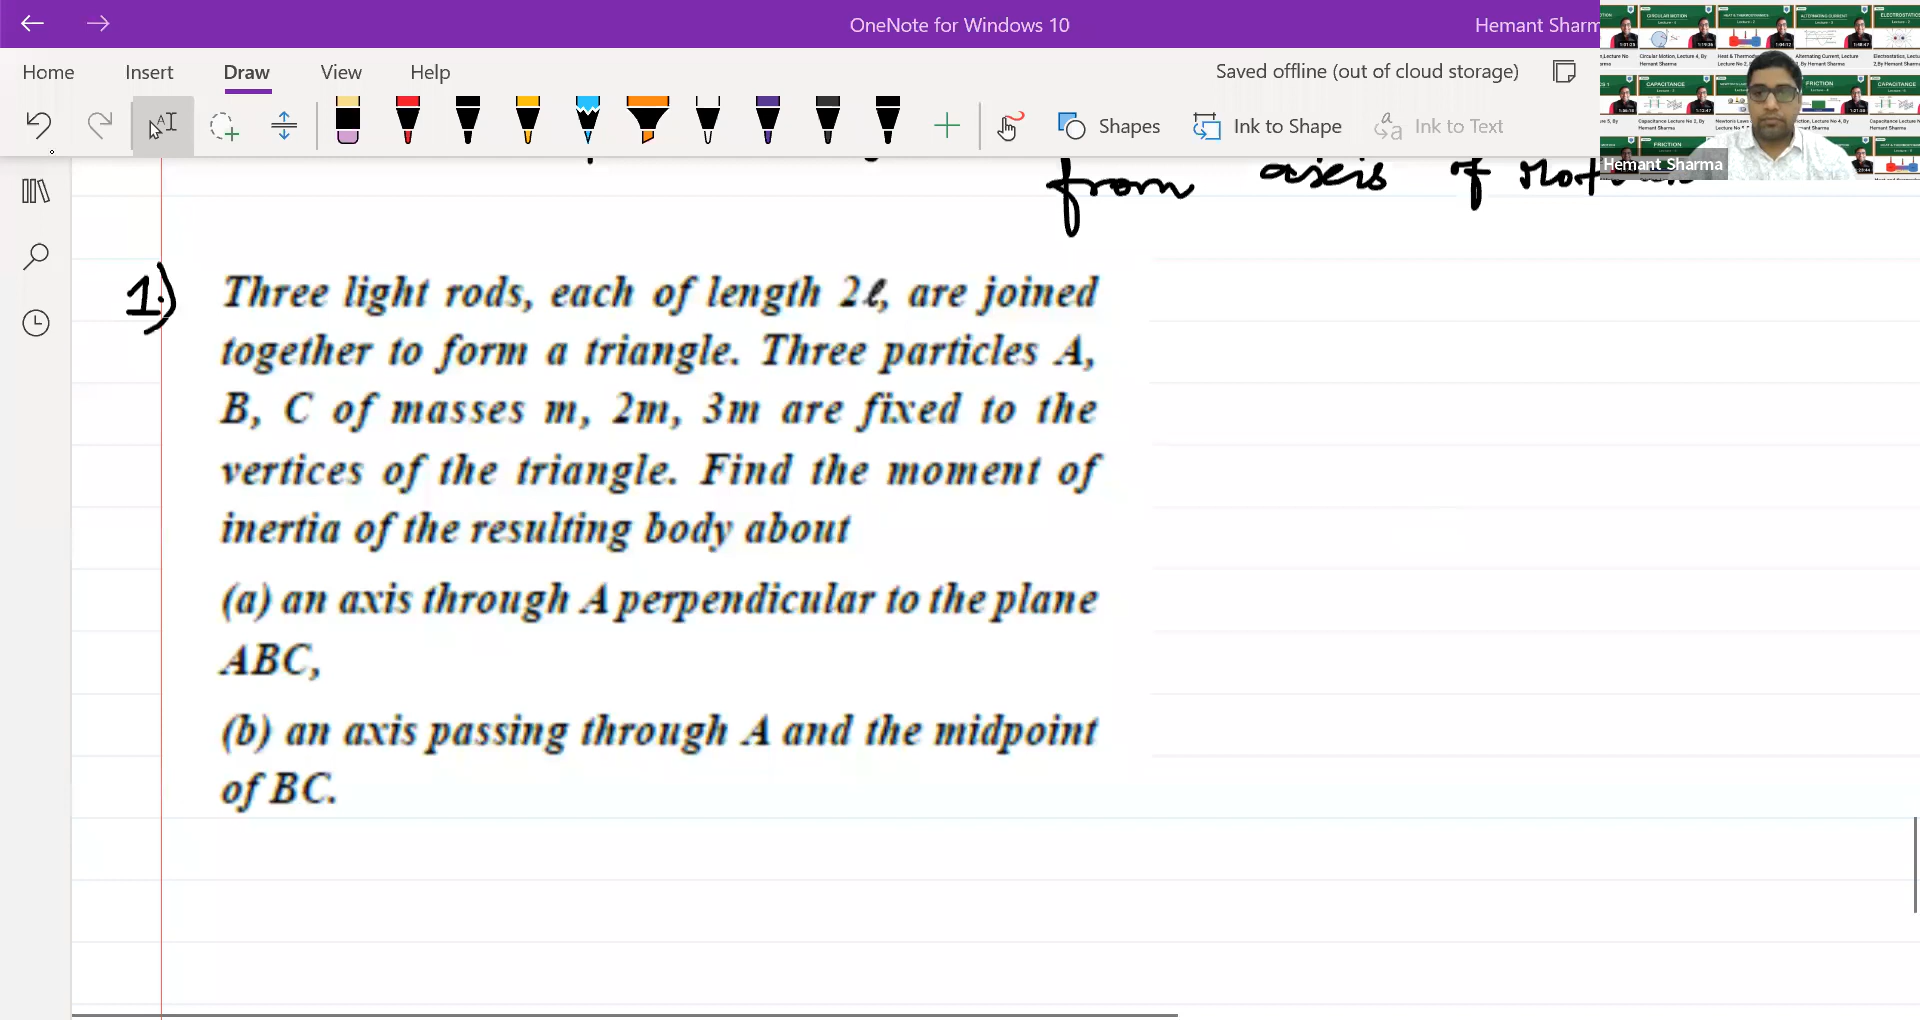 OneNote for Windows 10
Hemant Sharm
Home Insert Draw View Help
Saved offline (out of cloud storage)
Shapes Ink to Shape Ink to Text
Hemant Sharma
from axis of
1)
Three light rods, each of length 2ℓ, are joined
together to form a triangle. Three particles A,
B, C of masses m, 2m, 3m are fixed to the
vertices of the triangle. Find the moment of
inertia of the resulting body about
(a) an axis through A perpendicular to the plane
ABC,
(b) an axis passing through A and the midpoint
of BC.